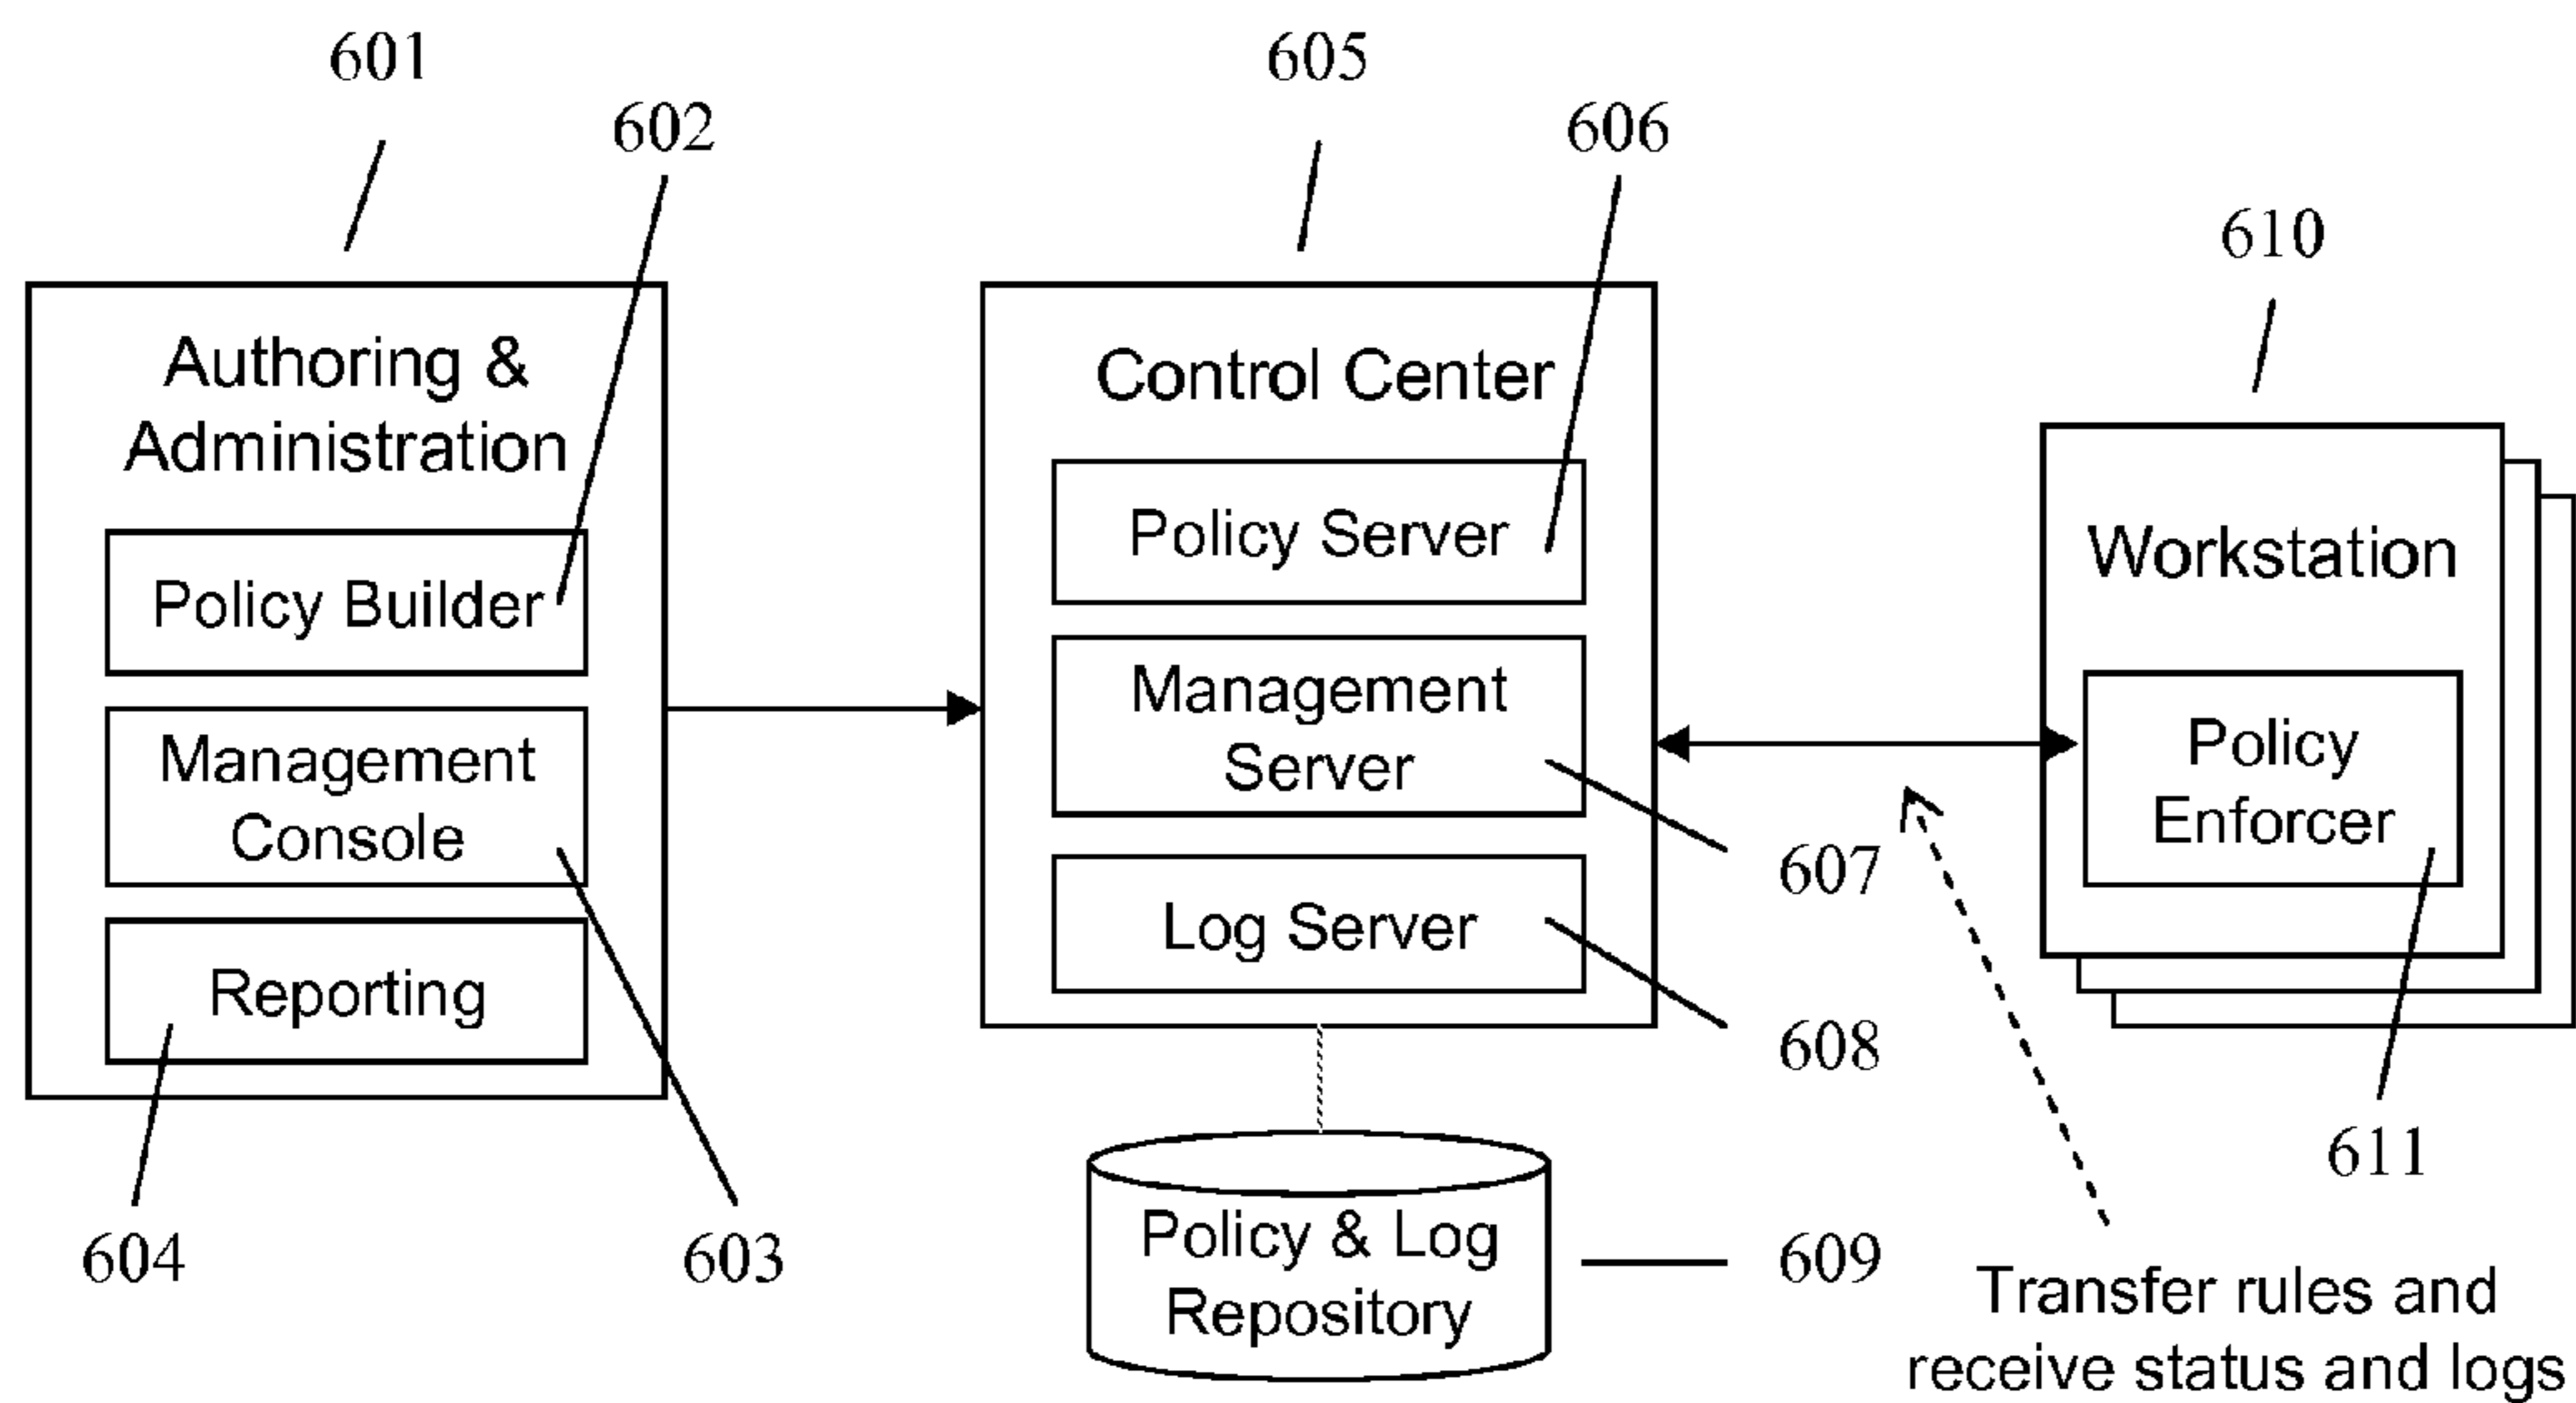 601
602
605
606
610
Authoring &
Administration
Policy Builder
Management
Console
Reporting
604
603
Control Center
Policy Server
Management
Server
Log Server
607
608
Policy & Log
Repository
609
Workstation
Policy
Enforcer
611
Transfer rules and
receive status and logs